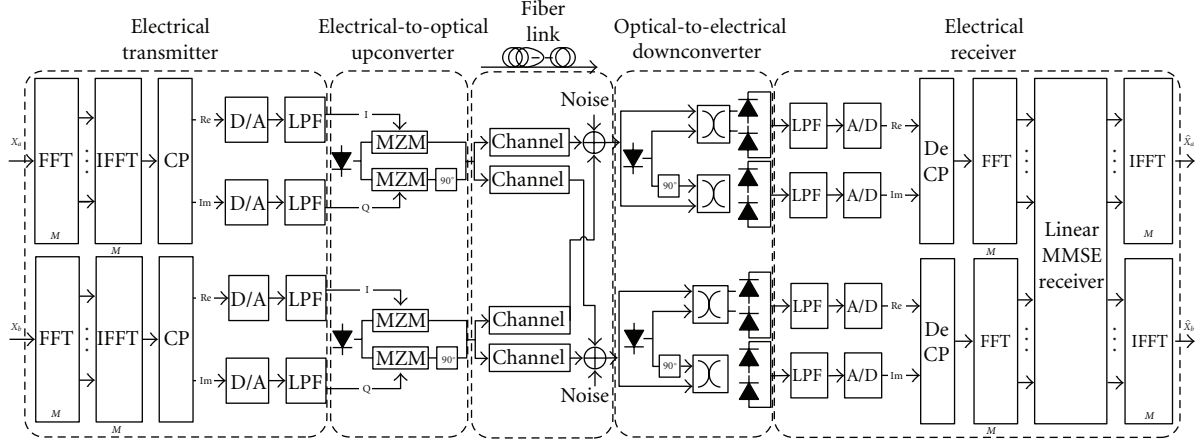 Electrical transmitter
Electrical-to-optical upconverter
Fiber link
Optical-to-electrical downconverter
Electrical receiver
X_a
FFT
M
IFFT
M
CP
Re
D/A
LPF
I
Im
D/A
LPF
Q
MZM
MZM
90°
Channel
Channel
Noise
90°
LPF
A/D
Re
LPF
A/D
Im
De CP
FFT
M
Linear MMSE receiver
IFFT
M
X̂_a
X_b
FFT
M
IFFT
M
CP
Re
D/A
LPF
I
Im
D/A
LPF
Q
MZM
MZM
90°
Channel
Channel
Noise
90°
LPF
A/D
Re
LPF
A/D
Im
De CP
FFT
M
IFFT
M
X̂_b